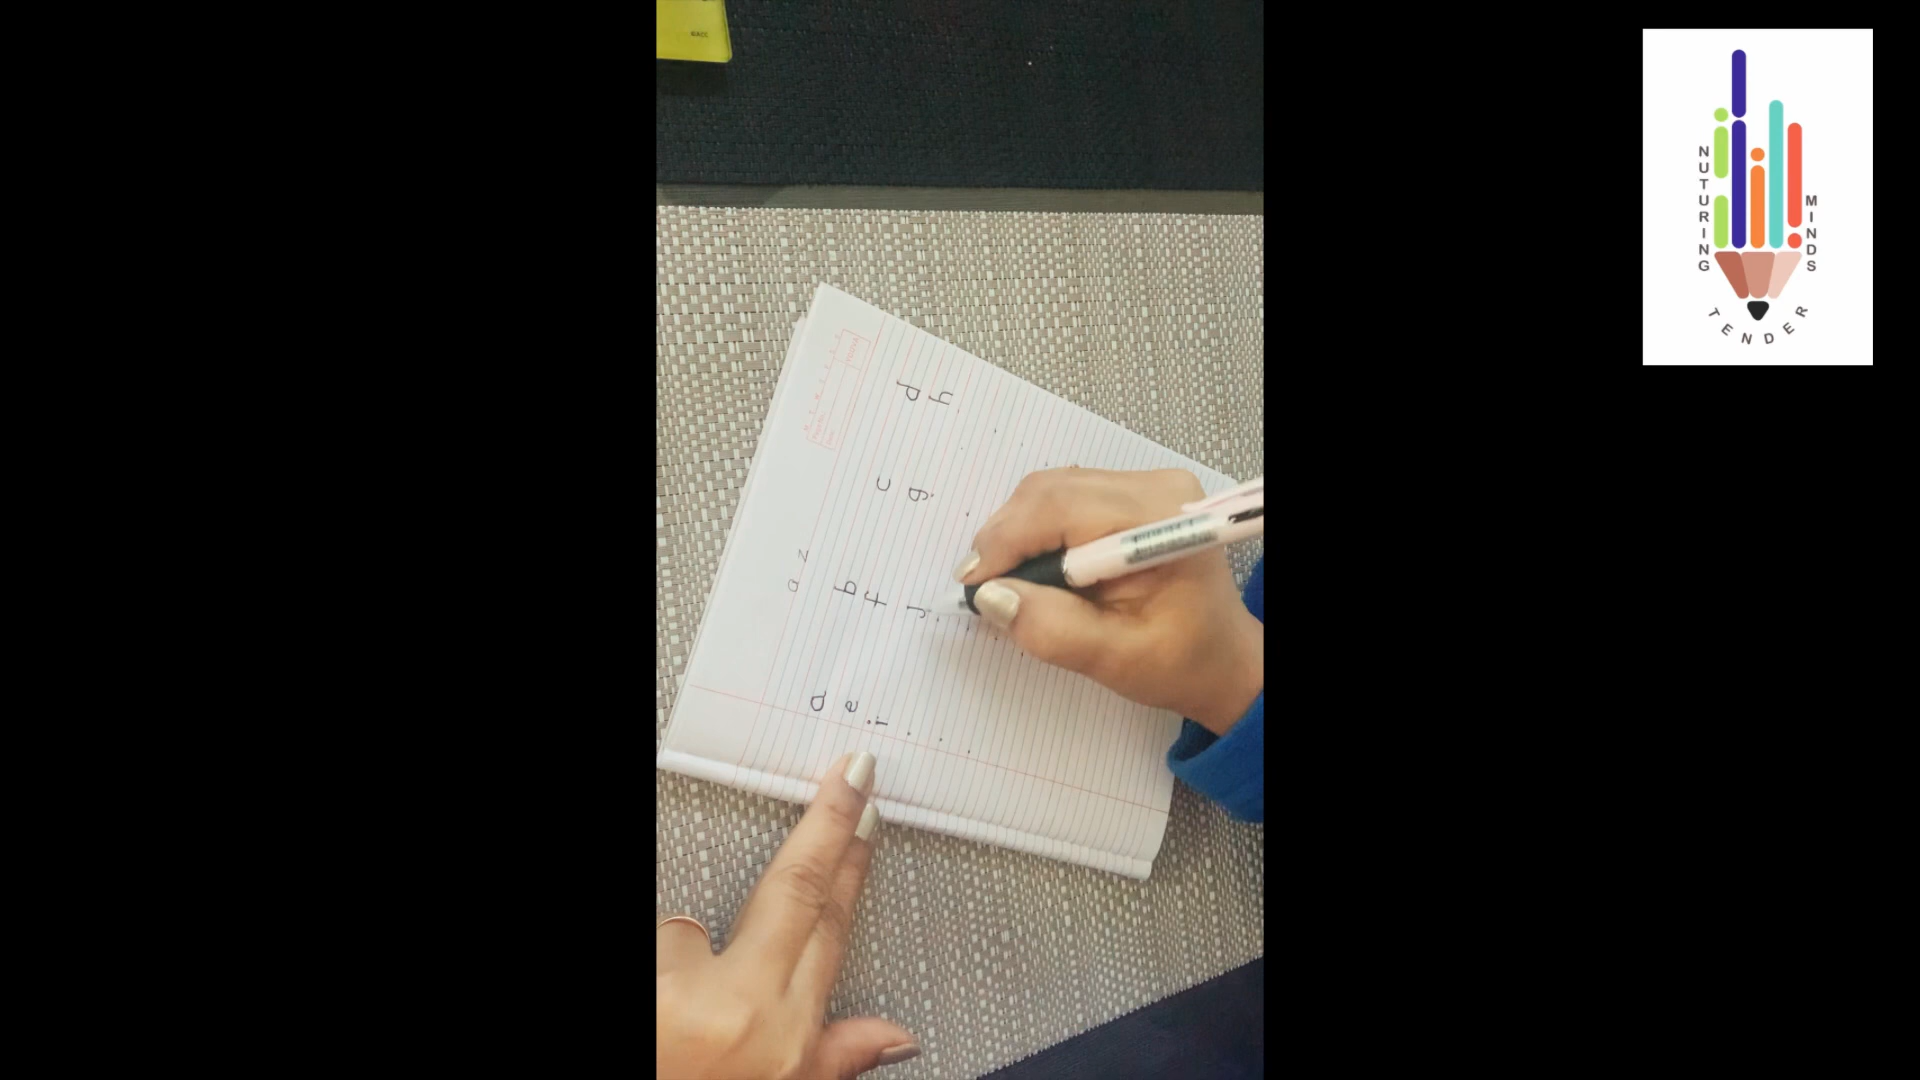 a z
a b c d
e f g h
i j
NUTURING
TENDER
MINDS